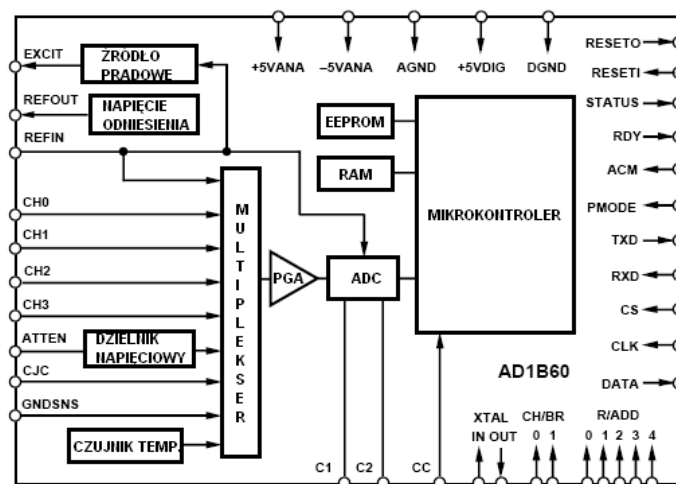 EXCIT
ŹRÓDŁO
PRĄDOWE
REFOUT
NAPIĘCIE
ODNIESIENIA
REFIN
CH0
CH1
CH2
CH3
ATTEN
DZIELNIK
NAPIĘCIOWY
CJC
GNDSNS
CZUJNIK TEMP.
MULTIPLEKSER
PGA
ADC
+5VANA
–5VANA
AGND
+5VDIG
DGND
EEPROM
RAM
MIKROKONTROLER
AD1B60
RESETO
RESETI
STATUS
RDY
ACM
PMODE
TXD
RXD
CS
CLK
DATA
C1
C2
CC
XTAL
IN OUT
CH/BR
0 1
R/ADD
0 1 2 3 4